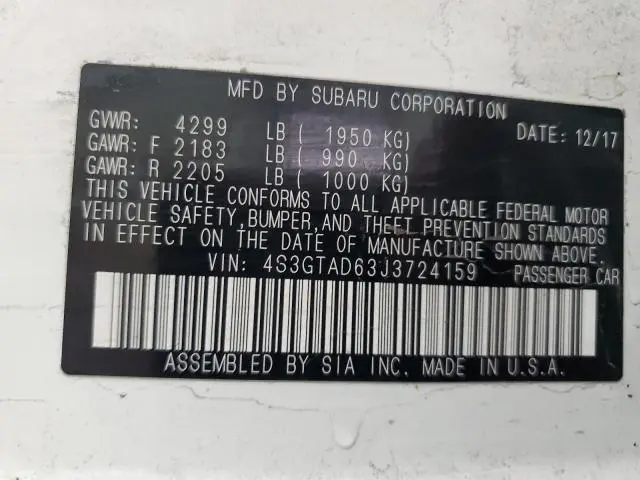 MFD BY SUBARU CORPORATION
GVWR: 4299 LB ( 1950 KG) DATE: 12/17
GAWR: F 2183 LB ( 990 KG)
GAWR: R 2205 LB ( 1000 KG)
THIS VEHICLE CONFORMS TO ALL APPLICABLE FEDERAL MOTOR
VEHICLE SAFETY, BUMPER, AND THEFT PREVENTION STANDARDS
IN EFFECT ON THE DATE OF MANUFACTURE SHOWN ABOVE.
VIN: 4S3GTAD63J3724159 PASSENGER CAR
ASSEMBLED BY SIA INC. MADE IN U.S.A.